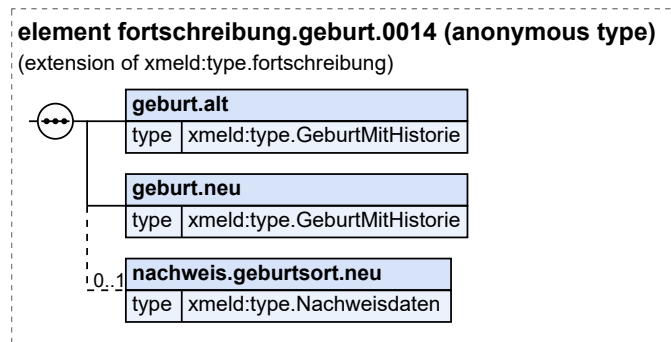 element fortschreibung.geburt.0014 (anonymous type)
(extension of xmeld:type.fortschreibung)
geburt.alt
type xmeld:type.GeburtMitHistorie
geburt.neu
type xmeld:type.GeburtMitHistorie
0..1 nachweis.geburtsort.neu
type xmeld:type.Nachweisdaten